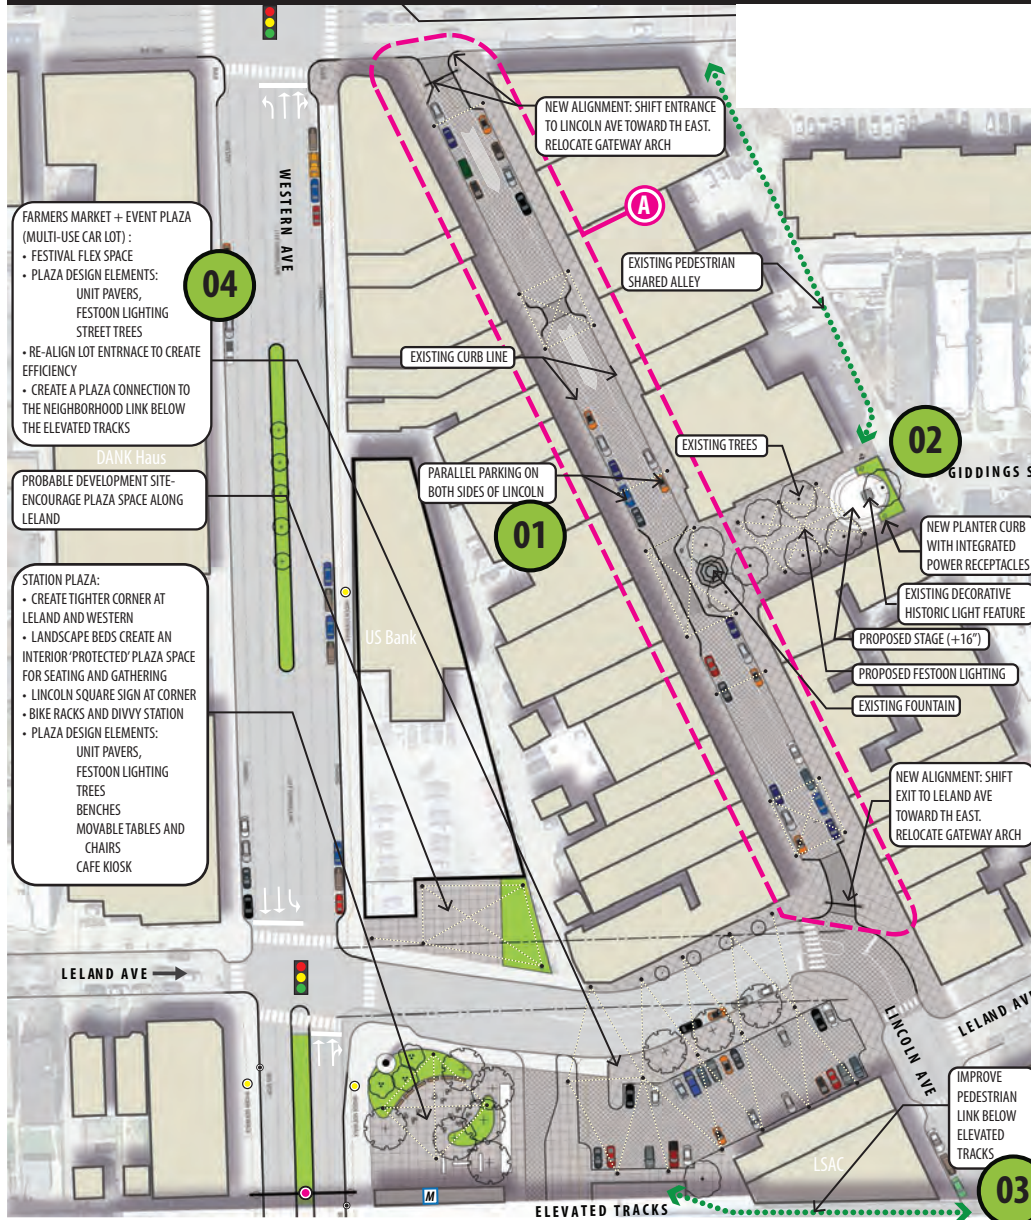 NEW ALIGNMENT: SHIFT ENTRANCE
TO LINCOLN AVE TOWARD TH EAST.
RELOCATE GATEWAY ARCH
WESTERN AVE
A
FARMERS MARKET + EVENT PLAZA
(MULTI-USE CAR LOT) :
• FESTIVAL FLEX SPACE
• PLAZA DESIGN ELEMENTS:
UNIT PAVERS,
FESTOON LIGHTING
STREET TREES
• RE-ALIGN LOT ENTRNACE TO CREATE
EFFICIENCY
• CREATE A PLAZA CONNECTION TO
THE NEIGHBORHOOD LINK BELOW
THE ELEVATED TRACKS
04
EXISTING PEDESTRIAN
SHARED ALLEY
EXISTING CURB LINE
02
GIDDINGS S
EXISTING TREES
DANK Haus
PROBABLE DEVELOPMENT SITE-
ENCOURAGE PLAZA SPACE ALONG
LELAND
PARALLEL PARKING ON
BOTH SIDES OF LINCOLN
01
NEW PLANTER CURB
WITH INTEGRATED
POWER RECEPTACLES
EXISTING DECORATIVE
HISTORIC LIGHT FEATURE
PROPOSED STAGE (+16")
PROPOSED FESTOON LIGHTING
EXISTING FOUNTAIN
US Bank
STATION PLAZA:
• CREATE TIGHTER CORNER AT
LELAND AND WESTERN
• LANDSCAPE BEDS CREATE AN
INTERIOR 'PROTECTED' PLAZA SPACE
FOR SEATING AND GATHERING
• LINCOLN SQUARE SIGN AT CORNER
• BIKE RACKS AND DIVVY STATION
• PLAZA DESIGN ELEMENTS:
UNIT PAVERS,
FESTOON LIGHTING
TREES
BENCHES
MOVABLE TABLES AND
CHAIRS
CAFE KIOSK
NEW ALIGNMENT: SHIFT
EXIT TO LELAND AVE
TOWARD TH EAST.
RELOCATE GATEWAY ARCH
LELAND AVE
LINCOLN AVE
LELAND AVE
IMPROVE
PEDESTRIAN
LINK BELOW
ELEVATED
TRACKS
LSAC
03
M
ELEVATED TRACKS